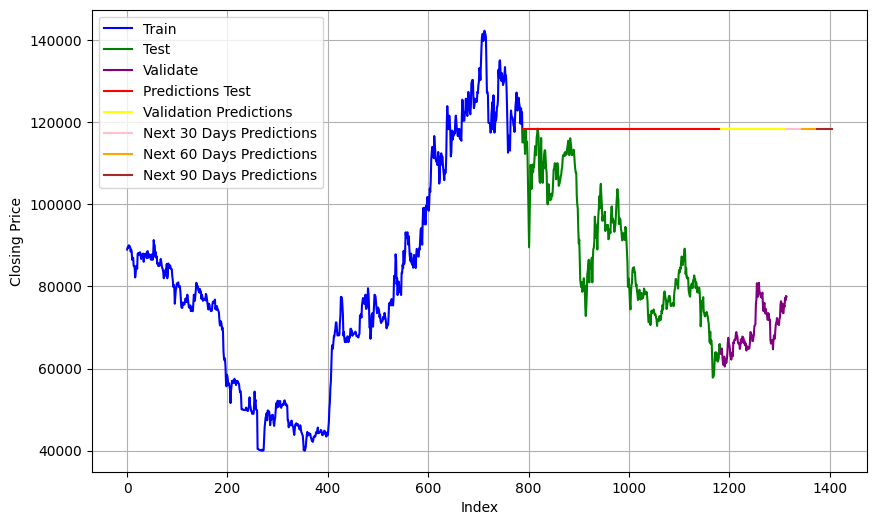 Train
Test
Validate
Predictions Test
Validation Predictions
Next 30 Days Predictions
Next 60 Days Predictions
Next 90 Days Predictions
Closing Price
140000
120000
100000
80000
60000
40000
0 200 400 600 800 1000 1200 1400
Index